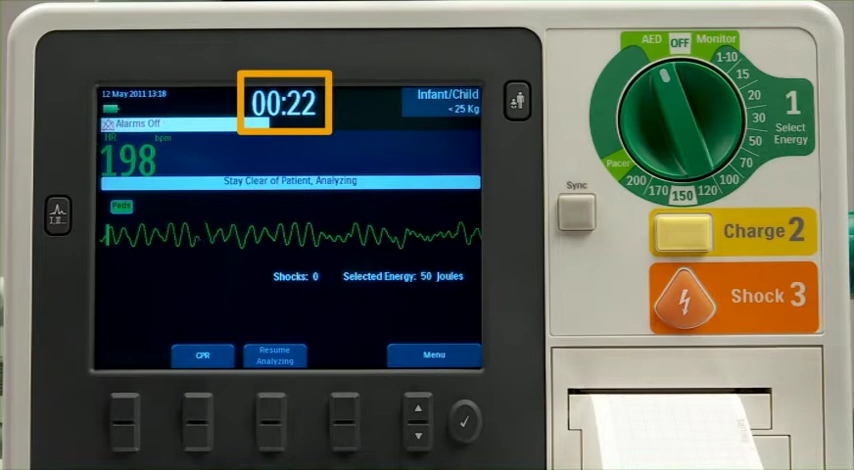 12 May 2011 13:18
00:22
Infant/Child
<25 Kg
Alarms Off
HR bpm
198
Stay Clear of Patient, Analyzing
Pads
Shocks: 0 Selected Energy: 50 Joules
CPR
Resume
Analyzing
Menu
AED
OFF
Monitor
1-10
15
20
30
50
70
100
120
150
170
200
Pacer
1
Select
Energy
Sync
Charge 2
Shock 3